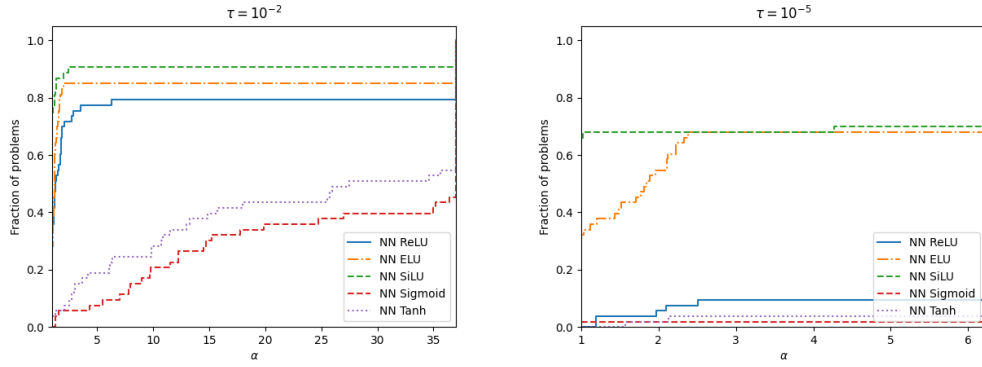 τ = 10⁻²
Fraction of problems
1.0
0.8
0.6
0.4
0.2
0.0
5
10
15
20
25
30
35
α
NN ReLU
NN ELU
NN SiLU
NN Sigmoid
NN Tanh
τ = 10⁻⁵
Fraction of problems
1.0
0.8
0.6
0.4
0.2
0.0
1
2
3
4
5
6
α
NN ReLU
NN ELU
NN SiLU
NN Sigmoid
NN Tanh